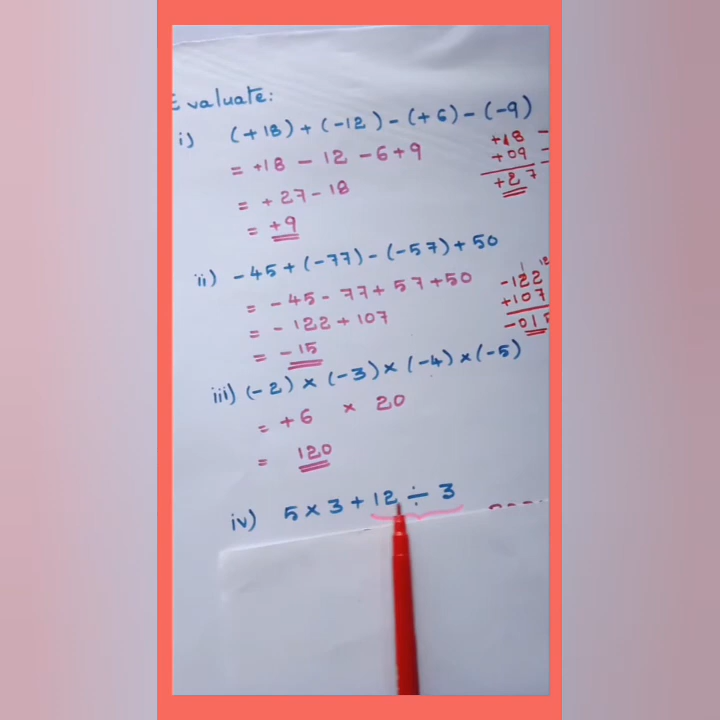 Evaluate:
i) (+18) + (-12) - (+6) - (-9)
= +18 - 12 - 6 + 9
= +27 - 18
= +9
+18
+09
+27
ii) -45 + (-77) - (-57) + 50
= -45 - 77 + 57 + 50
= -122 + 107
= -15
-122
+107
-015
iii) (-2) × (-3) × (-4) × (-5)
= +6 × 20
= 120
iv) 5 × 3 + 12 ÷ 3